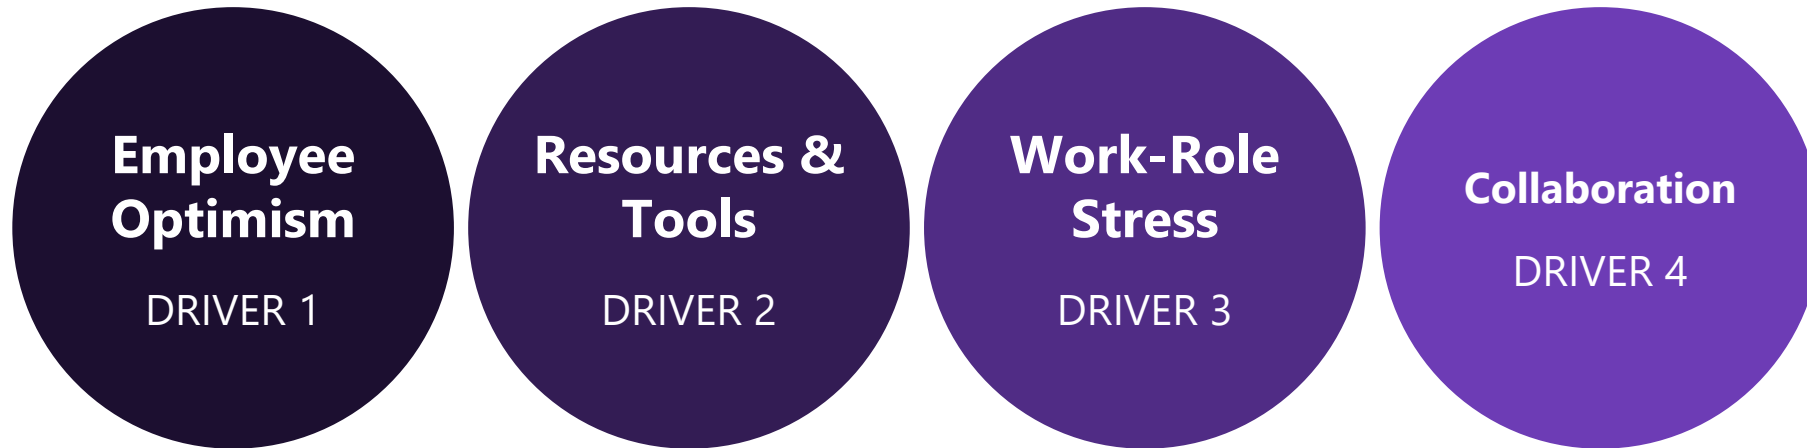 Employee
Optimism
DRIVER 1
Resources &
Tools
DRIVER 2
Work-Role
Stress
DRIVER 3
Collaboration
DRIVER 4